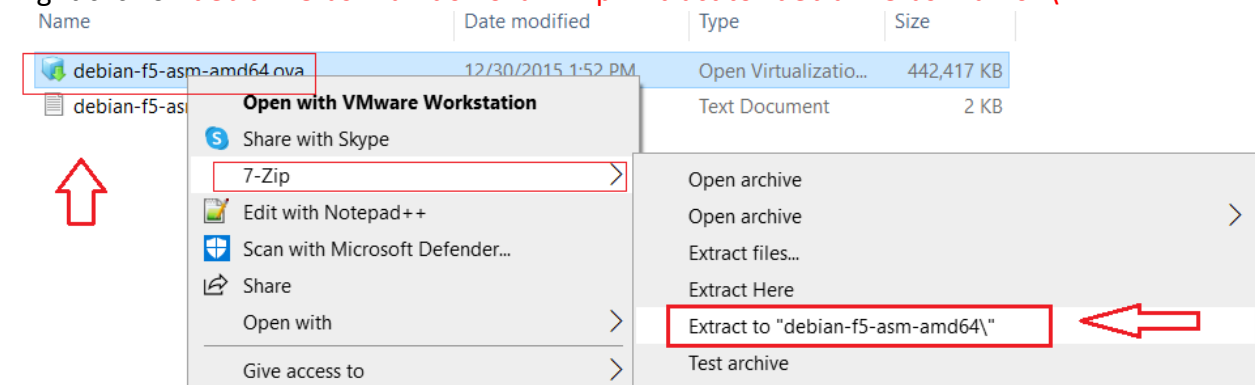 Name Date modified Type Size
debian-f5-asm-amd64.ova 12/30/2015 1:52 PM Open Virtualizatio... 442,417 KB
debian-f5-as Text Document 2 KB
Open with VMware Workstation
Share with Skype
7-Zip
Edit with Notepad++
Scan with Microsoft Defender...
Share
Open with
Give access to
Open archive
Open archive
Extract files...
Extract Here
Extract to "debian-f5-asm-amd64\"
Test archive